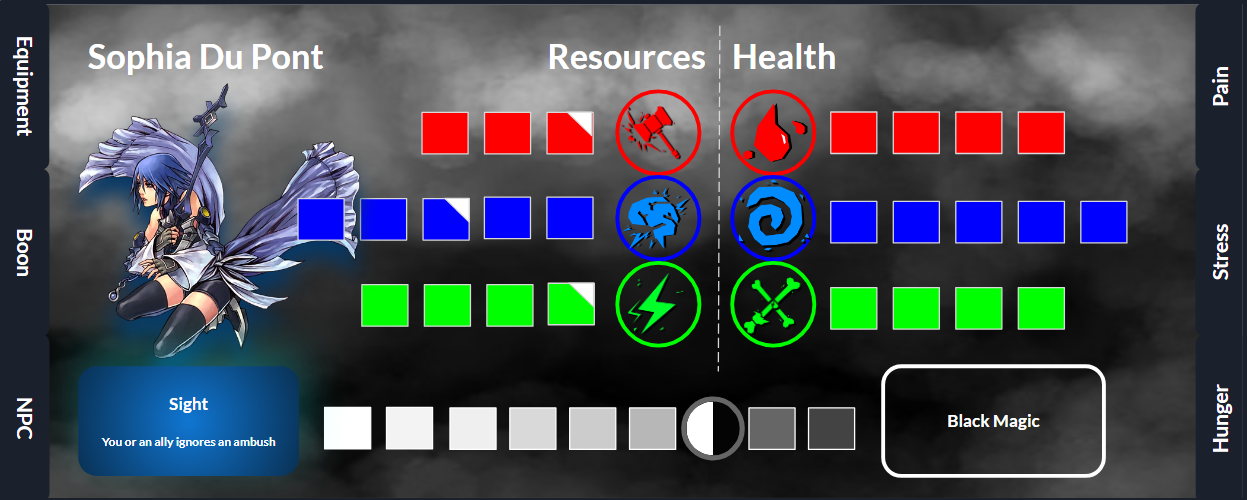 Equipment
Boon
NPC
Sophia Du Pont
Resources
Health
Sight
You or an ally ignores an ambush
Black Magic
Pain
Stress
Hunger